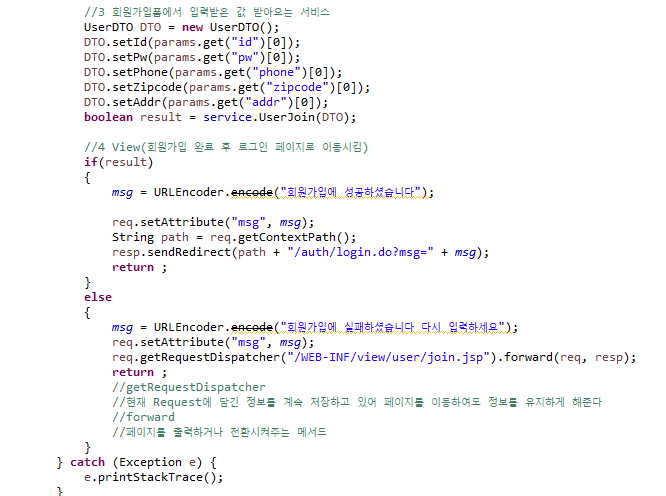 //3 회원가입폼에서 입력받은 값 받아오는 서비스
UserDTO DTO = new UserDTO();
DTO.setId(params.get("id")[0]);
DTO.setPw(params.get("pw")[0]);
DTO.setPhone(params.get("phone")[0]);
DTO.setZipcode(params.get("zipcode")[0]);
DTO.setAddr(params.get("addr")[0]);
boolean result = service.UserJoin(DTO);
//4 View(회원가입 완료 후 로그인 페이지로 이동시킴)
if(result)
{
msg = URLEncoder.encode("회원가입에 성공하셨습니다");
req.setAttribute("msg", msg);
String path = req.getContextPath();
resp.sendRedirect(path + "/auth/login.do?msg=" + msg);
return ;
}
else
{
msg = URLEncoder.encode("회원가입에 실패하셨습니다 다시 입력하세요");
req.setAttribute("msg", msg);
req.getRequestDispatcher("/WEB-INF/view/user/join.jsp").forward(req, resp);
return ;
//getRequestDispatcher
//현재 Request에 담긴 정보를 계속 저장하고 있어 페이지를 이동하여도 정보를 유지하게 해준다
//forward
//페이지를 출력하거나 전환시켜주는 메서드
}
} catch (Exception e) {
e.printStackTrace();
}